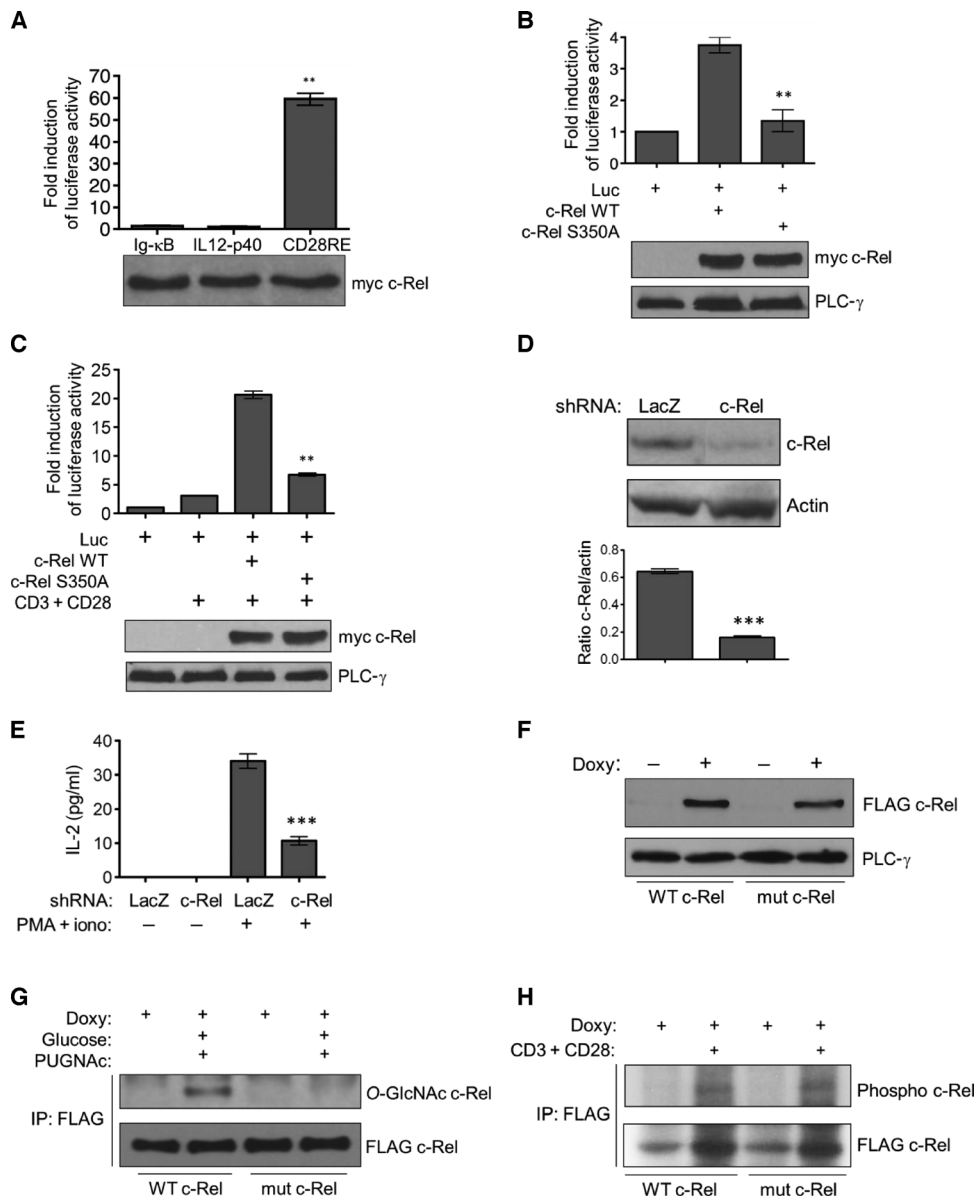 A
Fold induction
of luciferase activity
70
60
50
40
30
20
10
0
**
Ig-κB IL12-p40 CD28RE
myc c-Rel
B
Fold induction
of luciferase activity
4
3
2
1
0
**
Luc + + +
c-Rel WT +
c-Rel S350A +
myc c-Rel
PLC-γ
C
Fold induction
of luciferase activity
25
20
15
10
5
0
**
Luc + + + +
c-Rel WT +
c-Rel S350A +
CD3 + CD28 + + +
myc c-Rel
PLC-γ
D
shRNA: LacZ c-Rel
c-Rel
Actin
Ratio c-Rel/actin
0.8
0.6
0.4
0.2
0.0
***
E
IL-2 (pg/ml)
40
30
20
10
0
***
shRNA: LacZ c-Rel LacZ c-Rel
PMA + iono: – – + +
F
Doxy: – + – +
FLAG c-Rel
PLC-γ
WT c-Rel mut c-Rel
G
Doxy: + + + +
Glucose: + +
PUGNAc: + +
IP: FLAG
O-GlcNAc c-Rel
FLAG c-Rel
WT c-Rel mut c-Rel
H
Doxy: + + + +
CD3 + CD28: + +
IP: FLAG
Phospho c-Rel
FLAG c-Rel
WT c-Rel mut c-Rel